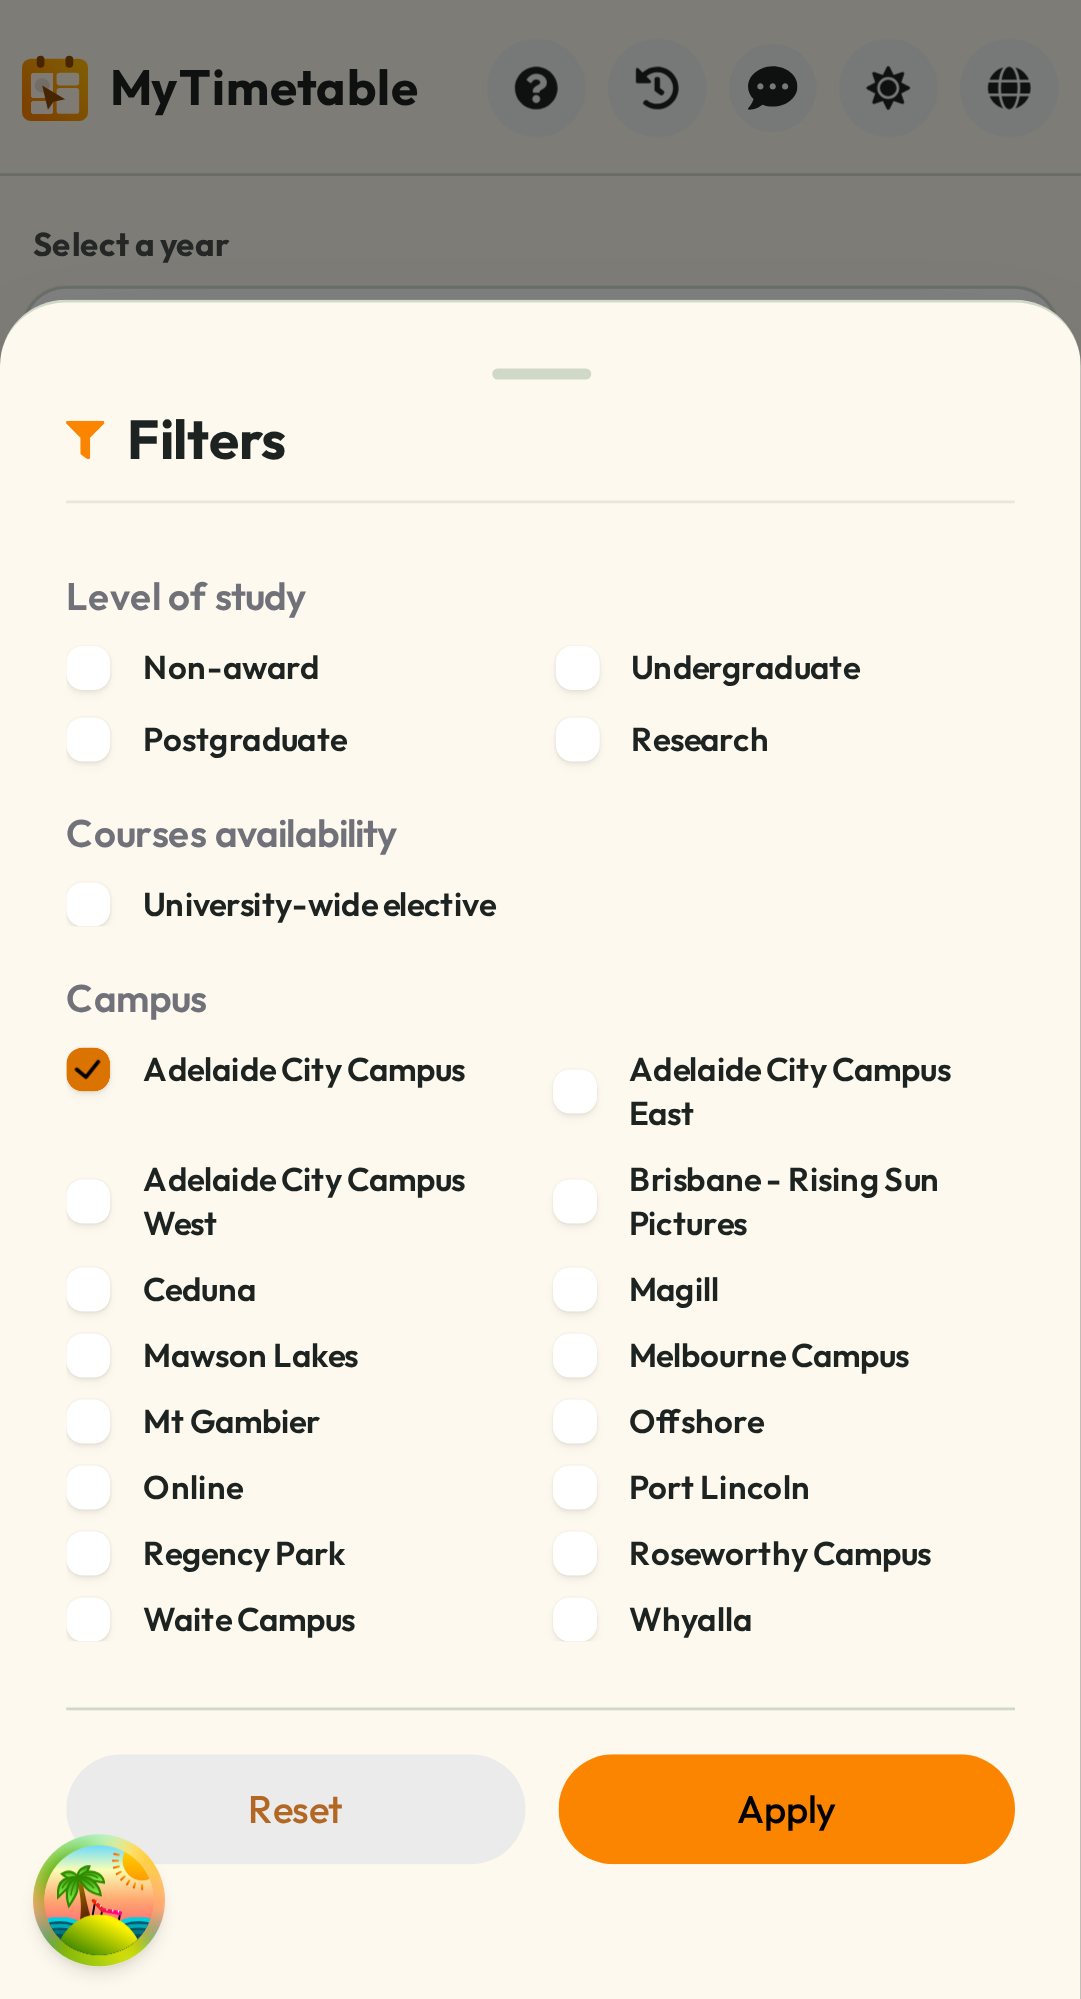 MyTimetable
Select a year
Filters
Level of study
Non-award
Undergraduate
Postgraduate
Research
Courses availability
University-wide elective
Campus
Adelaide City Campus
Adelaide City Campus
East
Adelaide City Campus
West
Brisbane - Rising Sun
Pictures
Ceduna
Magill
Mawson Lakes
Melbourne Campus
Mt Gambier
Offshore
Online
Port Lincoln
Regency Park
Roseworthy Campus
Waite Campus
Whyalla
Reset
Apply